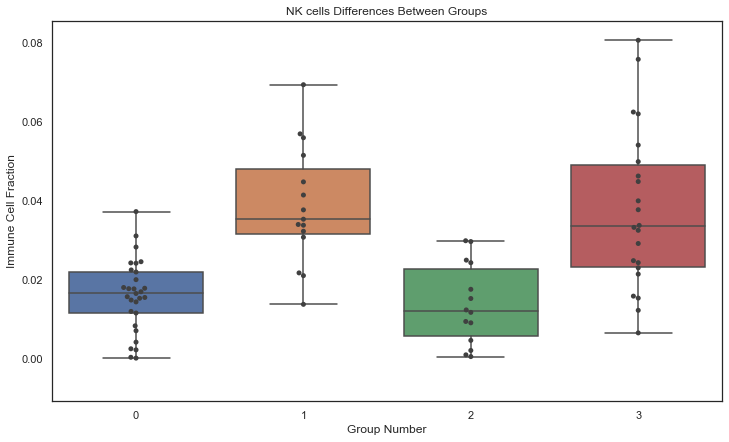 NK cells Differences Between Groups
0.08
0.06
0.04
0.02
0.00
Immune Cell Fraction
0 1 2 3
Group Number